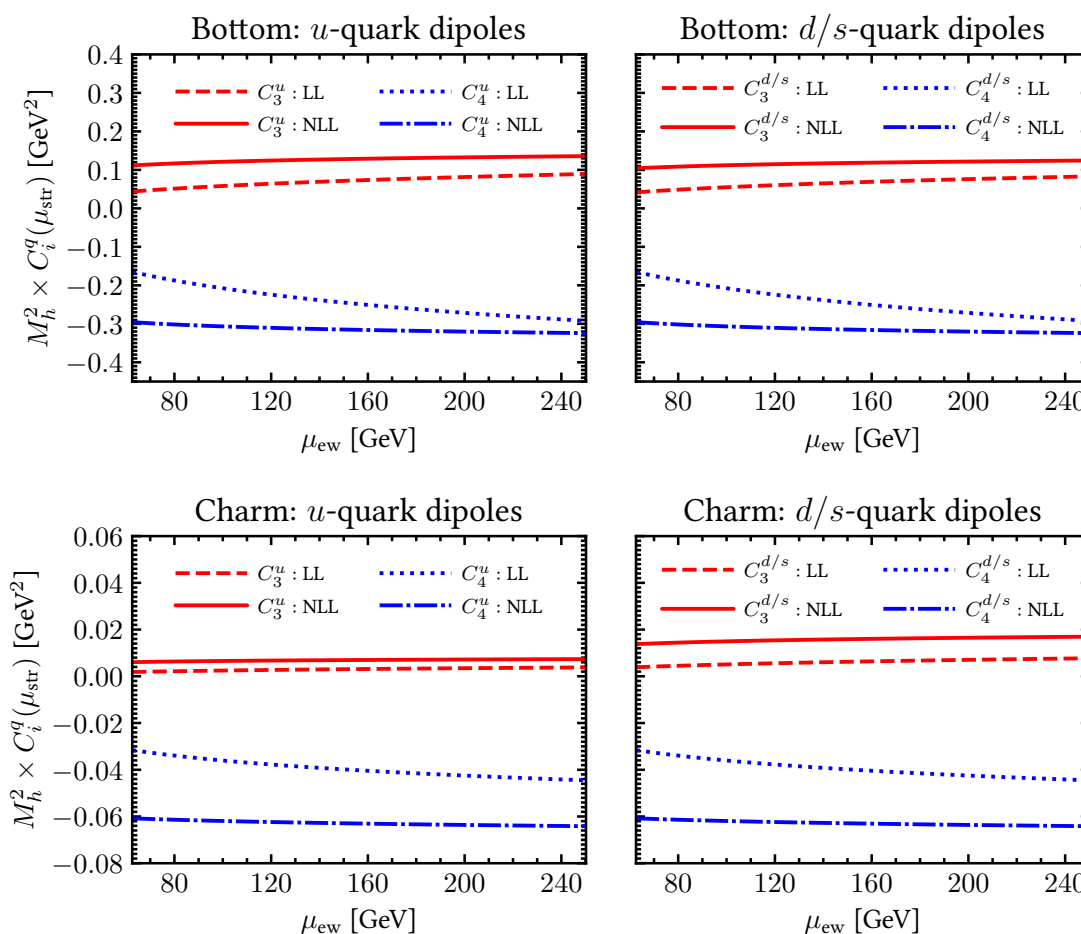 Bottom: u-quark dipoles
M_h^2 × C_i^q(μ_str) [GeV^2]
0.4
0.3
0.2
0.1
0.0
−0.1
−0.2
−0.3
−0.4
C_3^u : LL
C_3^u : NLL
C_4^u : LL
C_4^u : NLL
80 120 160 200 240
μ_ew [GeV]
Bottom: d/s-quark dipoles
C_3^{d/s} : LL
C_3^{d/s} : NLL
C_4^{d/s} : LL
C_4^{d/s} : NLL
80 120 160 200 240
μ_ew [GeV]
Charm: u-quark dipoles
M_h^2 × C_i^q(μ_str) [GeV^2]
0.06
0.04
0.02
0.00
−0.02
−0.04
−0.06
−0.08
C_3^u : LL
C_3^u : NLL
C_4^u : LL
C_4^u : NLL
80 120 160 200 240
μ_ew [GeV]
Charm: d/s-quark dipoles
C_3^{d/s} : LL
C_3^{d/s} : NLL
C_4^{d/s} : LL
C_4^{d/s} : NLL
80 120 160 200 240
μ_ew [GeV]